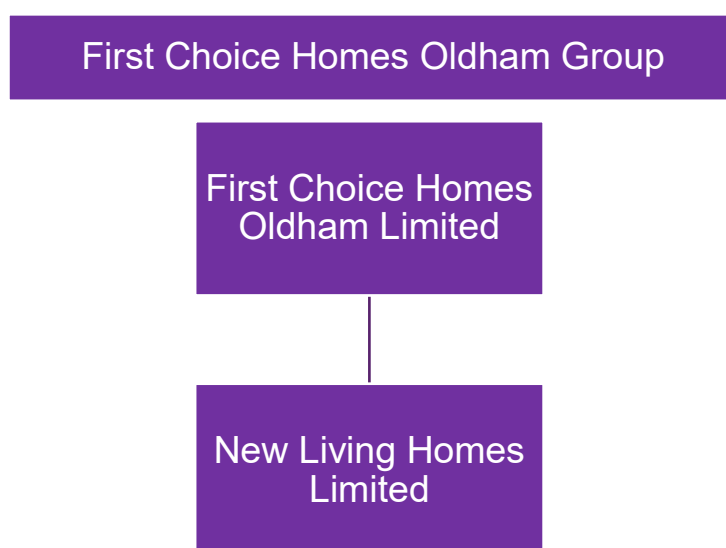 First Choice Homes Oldham Group
First Choice Homes
Oldham Limited
New Living Homes
Limited